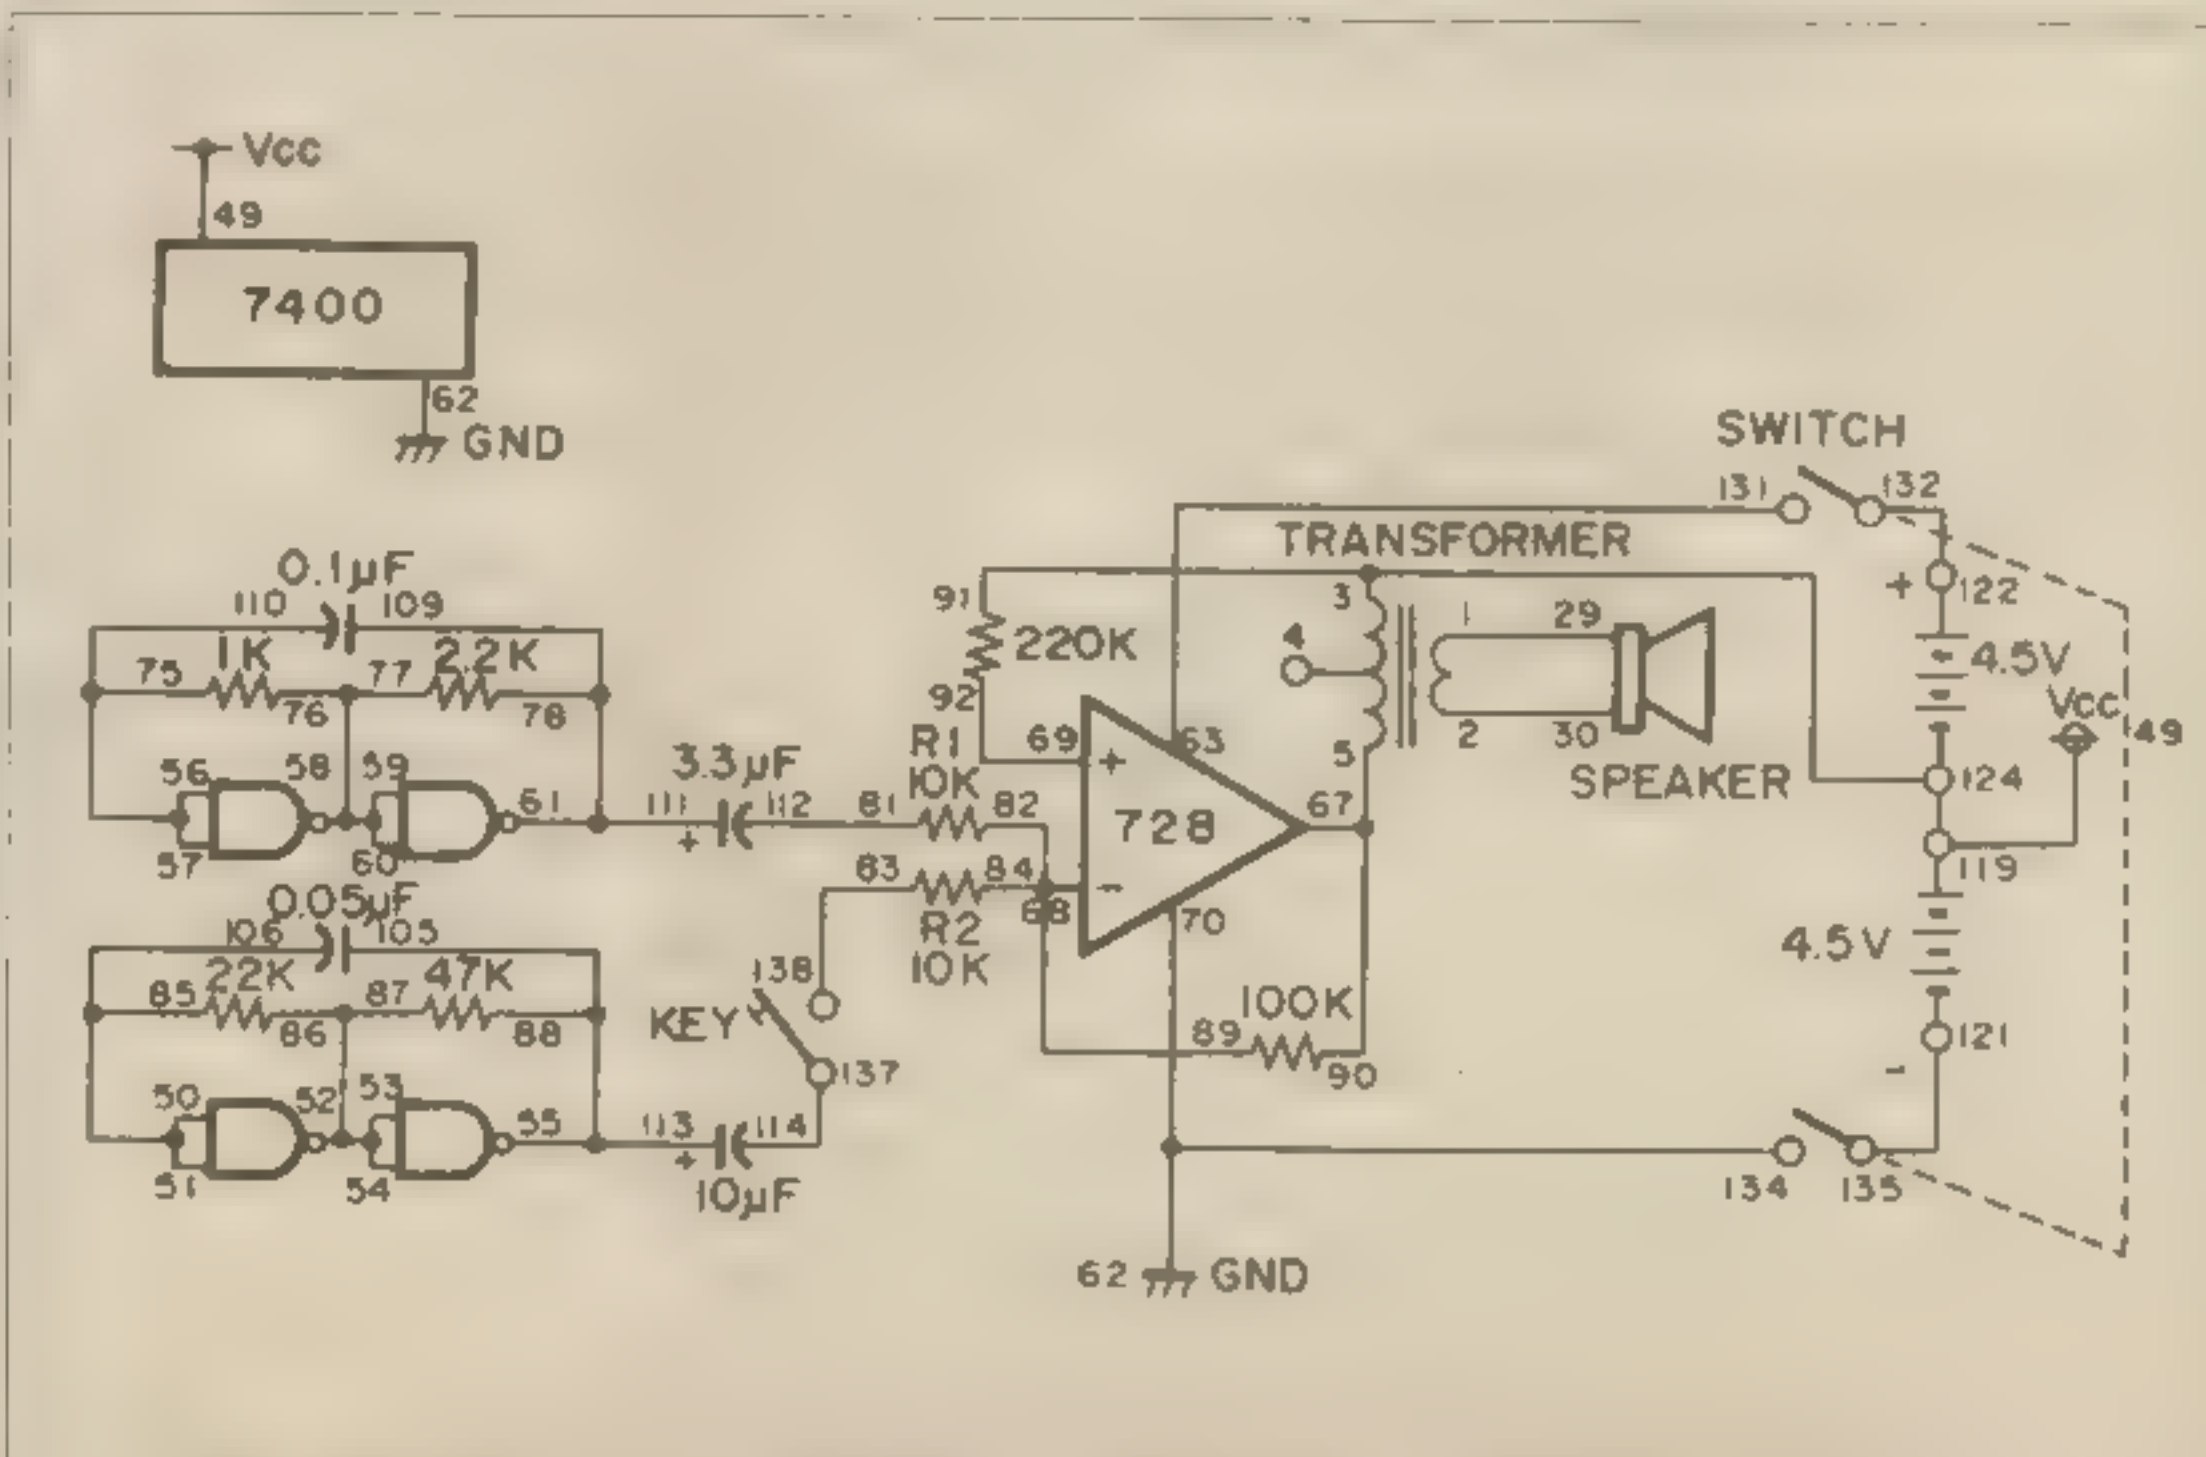 Vcc
49
7400
62
GND
SWITCH
131 132
TRANSFORMER
0.1µF
110 109
+ 122
91 3 1 29
1K 2.2K
220K 4 4.5V
75 77
76 78
92
Vcc 49
R1 69 + 63 5 2 30
3.3µF
56 58 59
10K SPEAKER 124
61 111 112 81 82 67
+ 728
57 60
83 84 - 119
0.05µF
68 70
106 105
R2
4.5V
22K 47K 138 10K
85 87
86 88
KEY 100K
89 121
137 90 -
50 52 53
55 113 114
+
51 54 10µF 134 135
62 GND